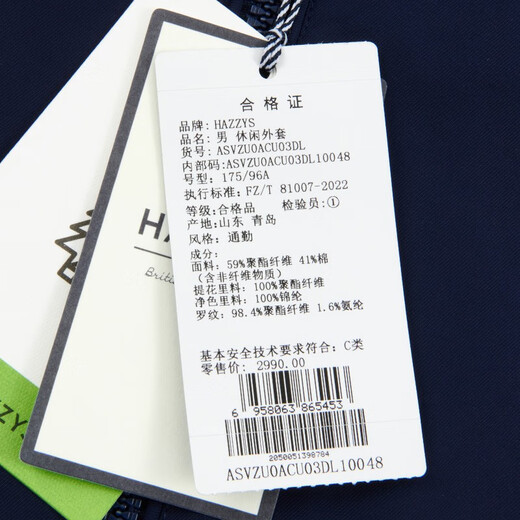 合格证
品牌: HAZZYS
品名: 男 休闲外套
货号: ASVZU0ACU03DL
内部码: ASVZU0ACU03DL10048
号型: 175/96A
执行标准: FZ/T 81007-2022
等级: 合格品 检验员: ①
产地: 山东 青岛
风格: 通勤
成分:
面料: 59%聚酯纤维 41%棉
(含非纤维物质)
提花里料: 100%聚酯纤维
净色里料: 100%锦纶
罗纹: 98.4%聚酯纤维 1.6%氨纶
基本安全技术要求符合: C类
零售价: 2990.00
6 958063 865453
2050051398784
ASVZU0ACU03DL10048
HA
Briti
ZZYS